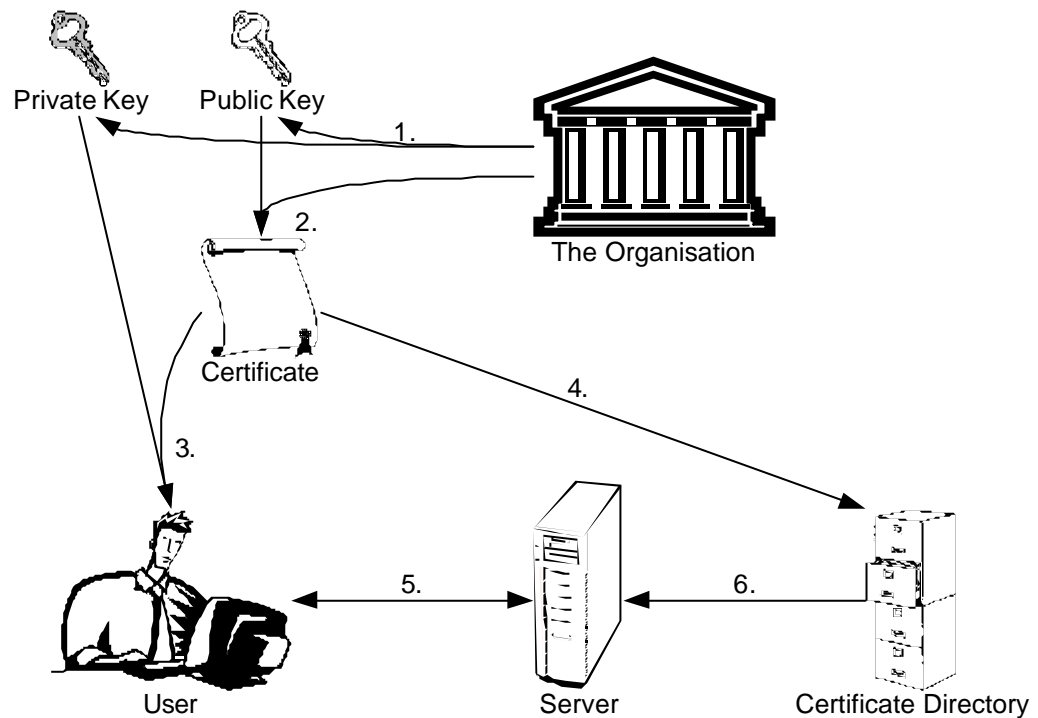 Private Key
Public Key
1.
2.
The Organisation
Certificate
4.
3.
5.
6.
User
Server
Certificate Directory